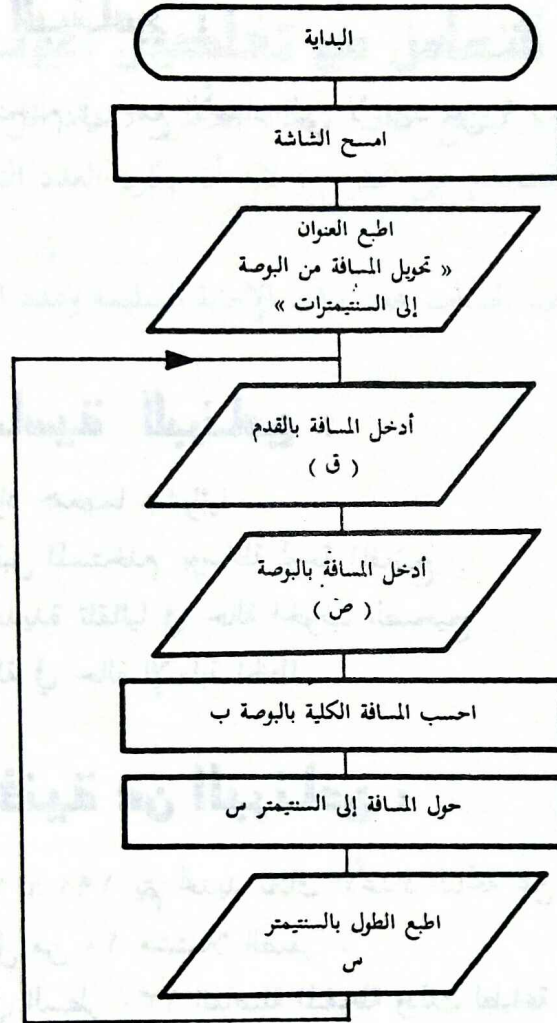 البداية
امسح الشاشة
اطبع العنوان
« تحويل المسافة من البوصة
إلى السنتيمترات »
أدخل المسافة بالقدم
( ق )
أدخل المسافة بالبوصة
( ص )
احسب المسافة الكلية بالبوصة ب
حول المسافة إلى السنتيمتر س
اطبع الطول بالسنتيمتر
س